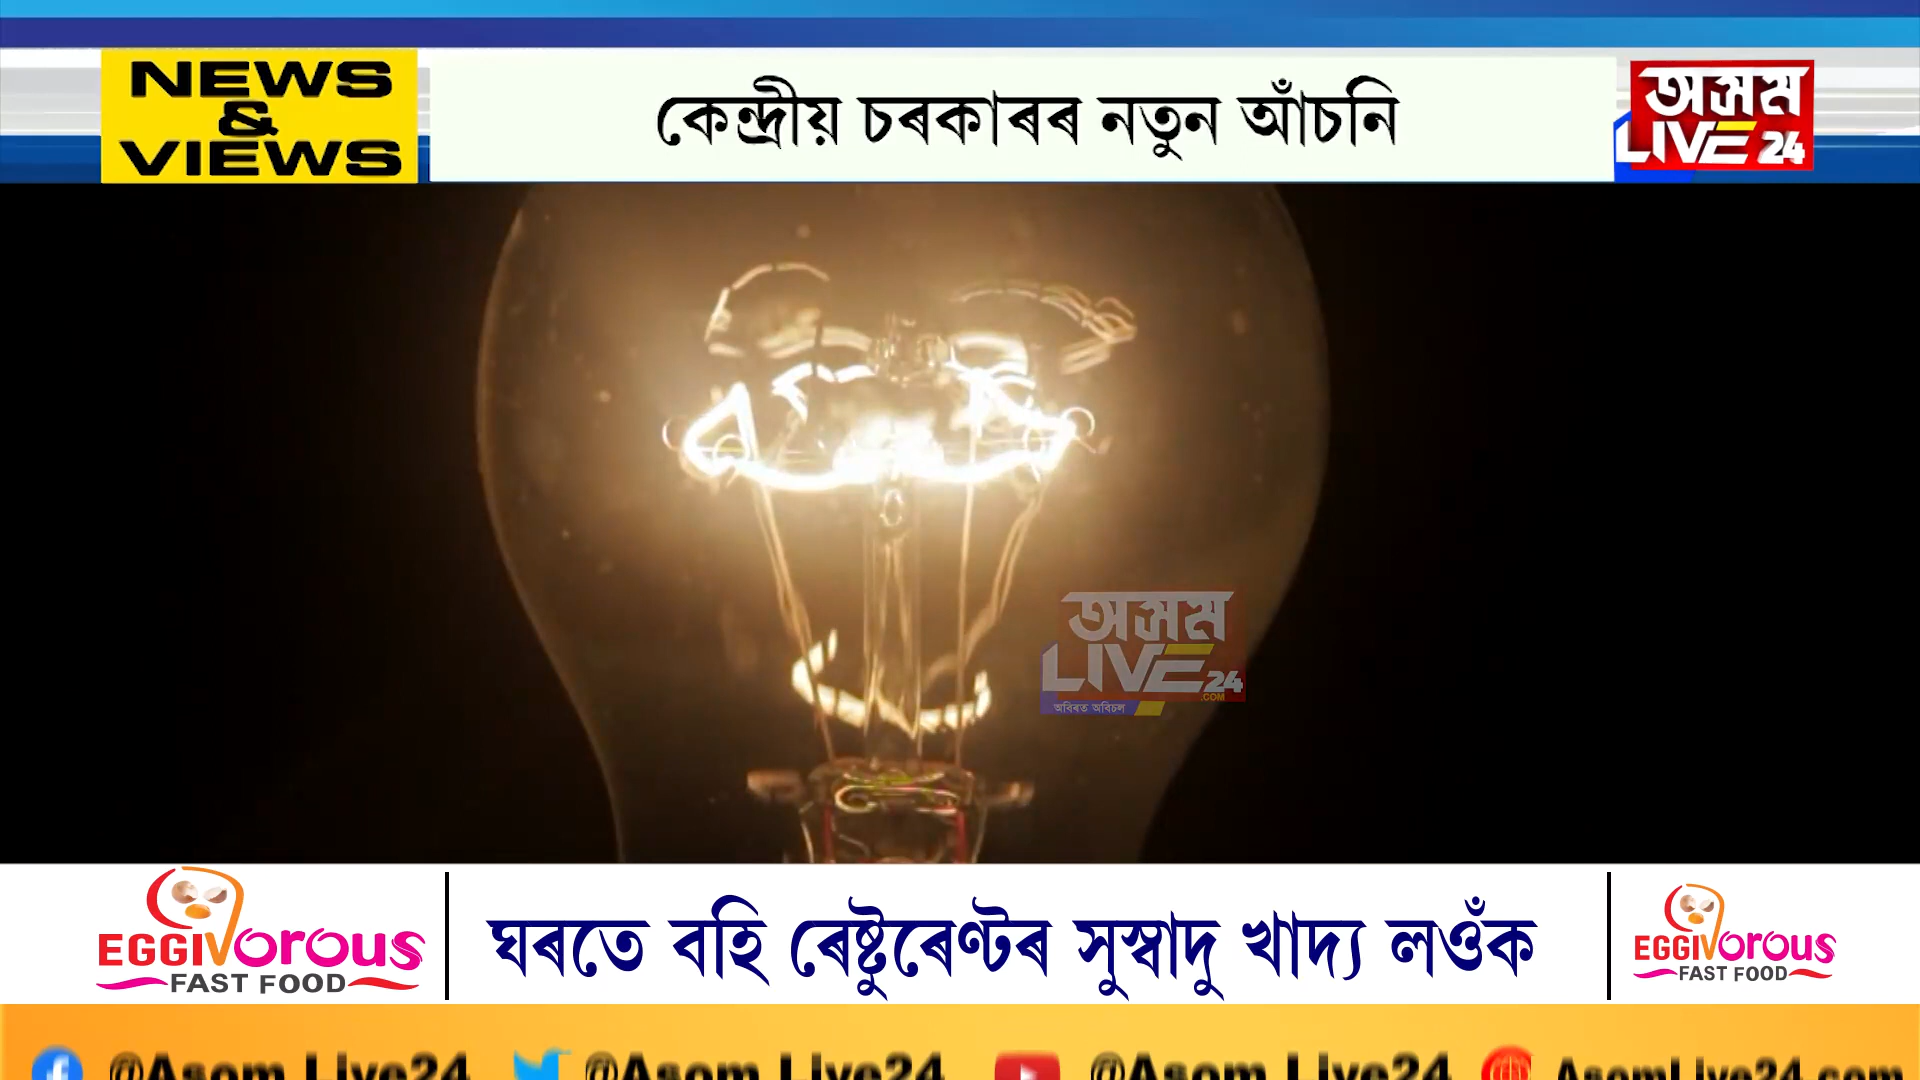 NEWS
&
VIEWS
কেন্দ্ৰীয় চৰকাৰৰ নতুন আঁচনি
অসম
LIVE 24
অসম
LIVE 24
.COM
অবিৰত অবিচল
EGGIVOROUS
FAST FOOD
ঘৰতে বহি ৰেষ্টুৰেণ্টৰ সুস্বাদু খাদ্য লওঁক
EGGIVOROUS
FAST FOOD
@Asom Live24 @Asom Live24 @Asom Live24 AsomLive24.com